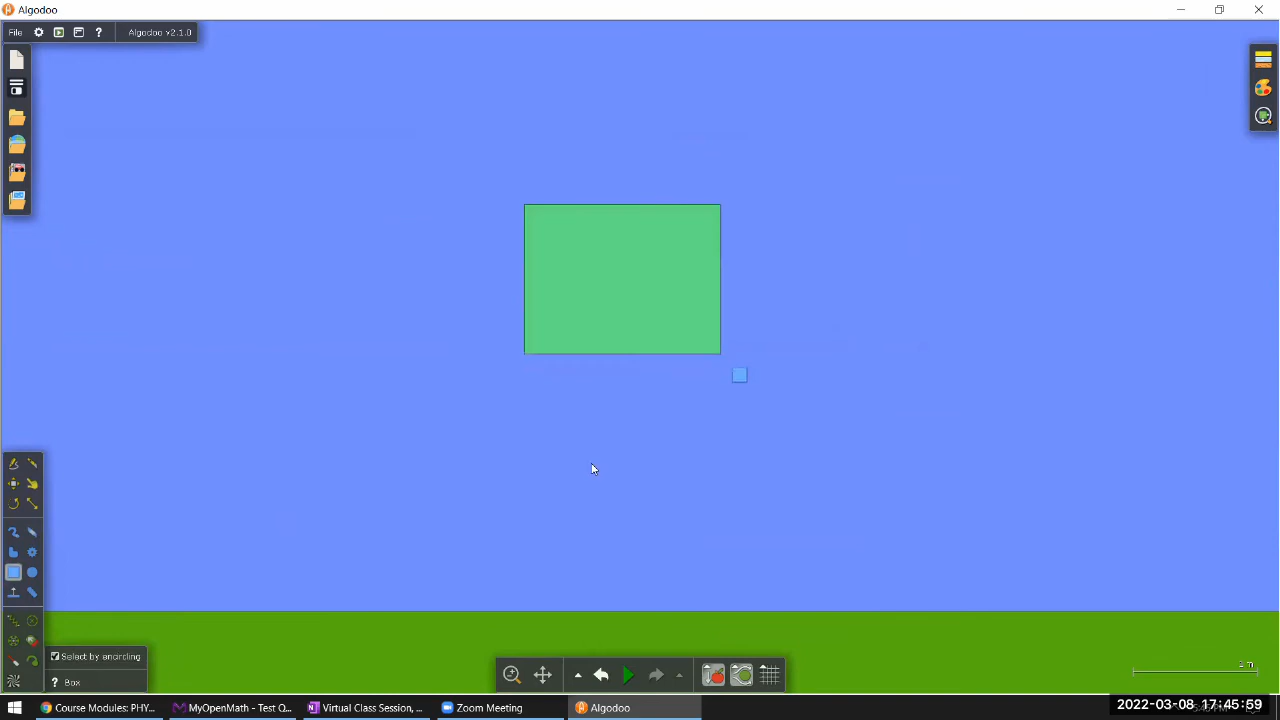 Algodoo
File ? Algodoo v2.1.0
Select by encircling
? Box
1 m
Course Modules: PHY...
MyOpenMath - Test Q...
Virtual Class Session, ...
Zoom Meeting
Algodoo
2022-03-08 17:45:59